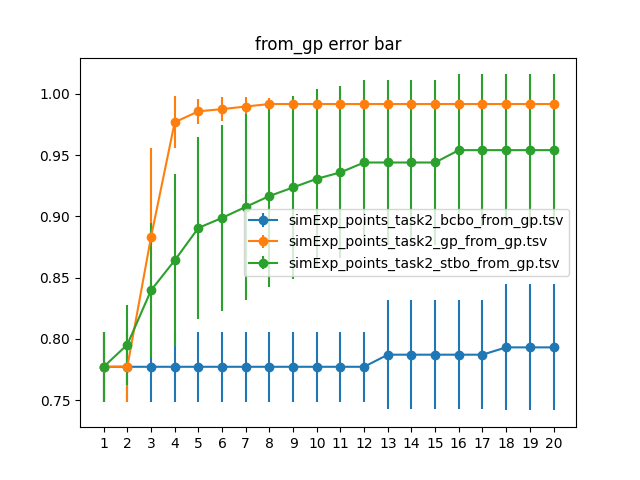 from_gp error bar
1.00
0.95
0.90
0.85
0.80
0.75
simExp_points_task2_bcbo_from_gp.tsv
simExp_points_task2_gp_from_gp.tsv
simExp_points_task2_stbo_from_gp.tsv
1 2 3 4 5 6 7 8 9 10 11 12 13 14 15 16 17 18 19 20